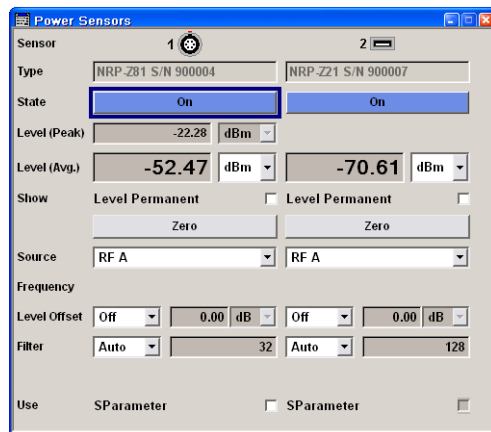 Power Sensors
Sensor 1 2
Type NRP-Z81 S/N 900004 NRP-Z21 S/N 900007
State On On
Level (Peak) -22.28 dBm
Level (Avg.) -52.47 dBm -70.61 dBm
Show Level Permanent Level Permanent
Zero Zero
Source RF A RF A
Frequency
Level Offset Off 0.00 dB Off 0.00 dB
Filter Auto 32 Auto 128
Use SParameter SParameter